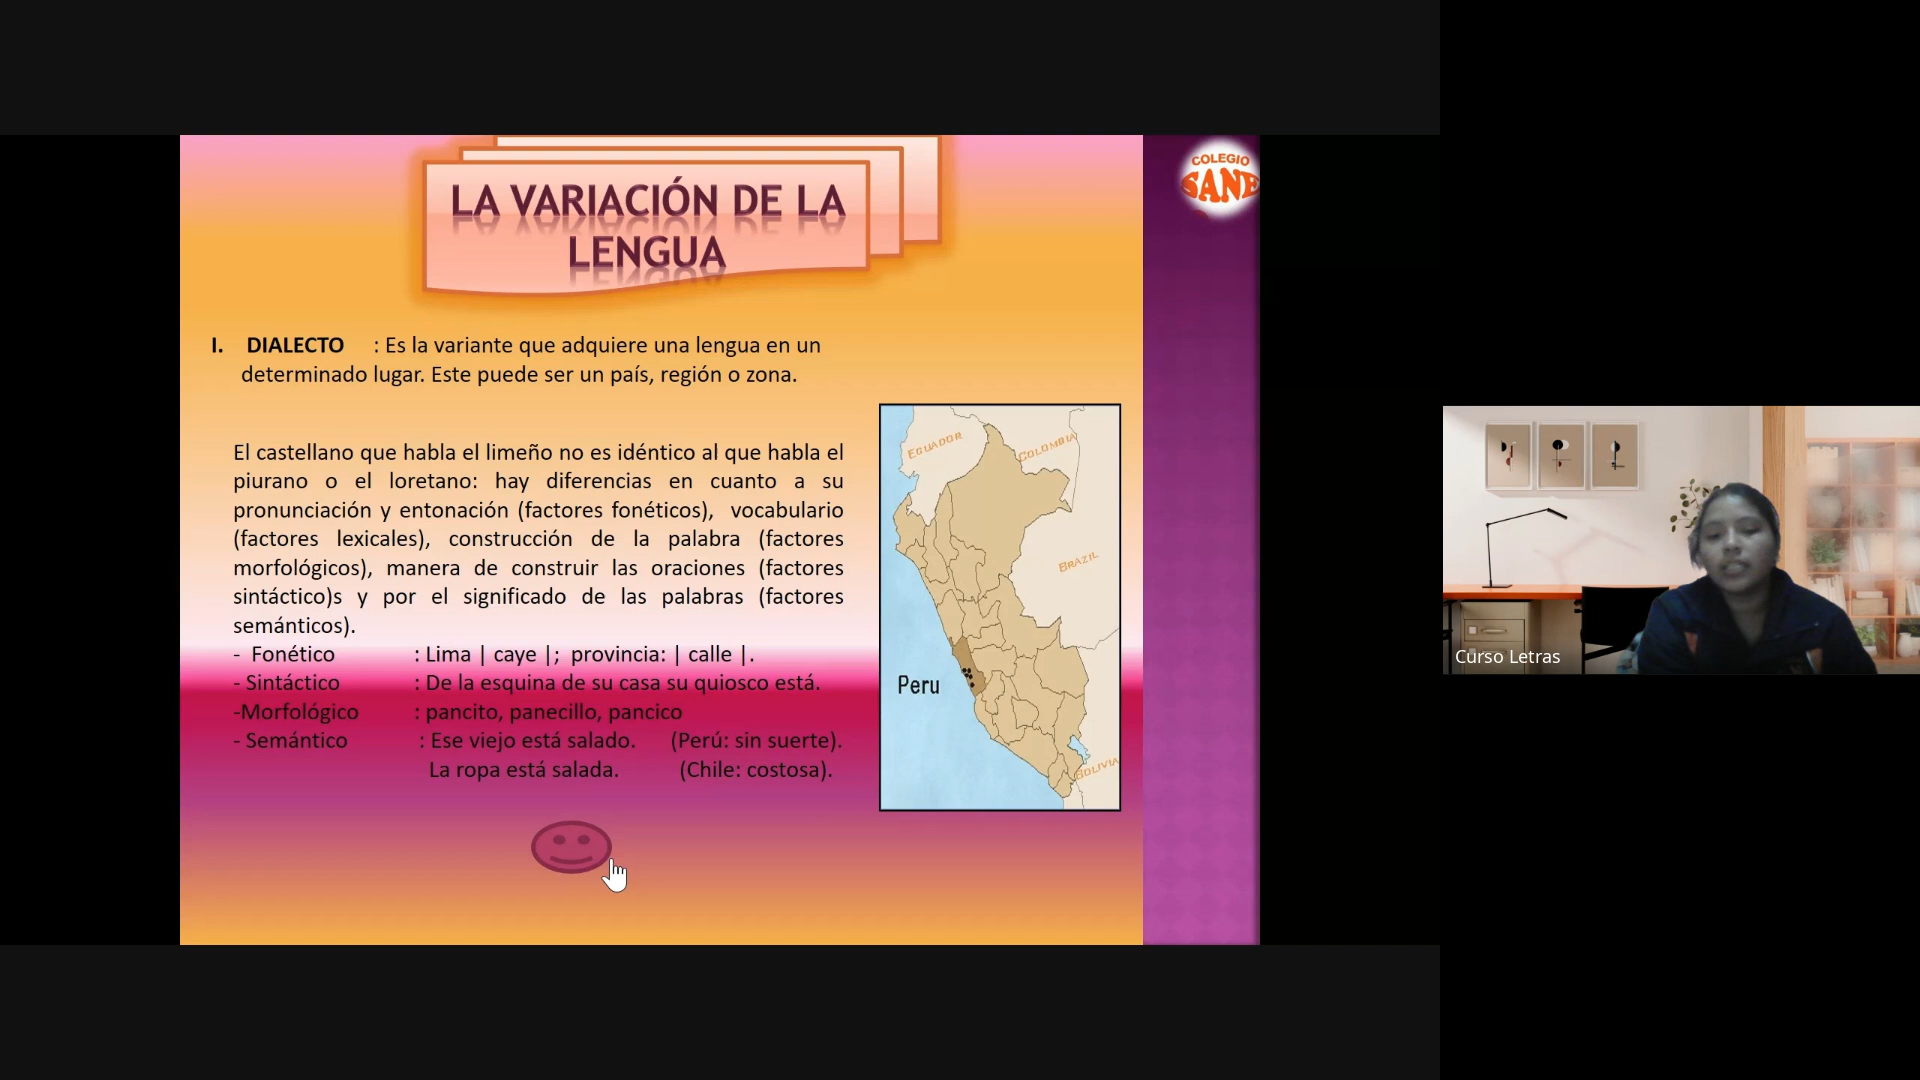 LA VARIACIÓN DE LA
LENGUA
COLEGIO
SANE
I. DIALECTO : Es la variante que adquiere una lengua en un
determinado lugar. Este puede ser un país, región o zona.
El castellano que habla el limeño no es idéntico al que habla el
piurano o el loretano: hay diferencias en cuanto a su
pronunciación y entonación (factores fonéticos), vocabulario
(factores lexicales), construcción de la palabra (factores
morfológicos), manera de construir las oraciones (factores
sintáctico)s y por el significado de las palabras (factores
semánticos).
- Fonético : Lima | caye |; provincia: | calle |.
- Sintáctico : De la esquina de su casa su quiosco está.
-Morfológico : pancito, panecillo, pancico
- Semántico : Ese viejo está salado. (Perú: sin suerte).
La ropa está salada. (Chile: costosa).
ECUADOR
COLOMBIA
BRAZIL
Peru
BOLIVIA
Curso Letras